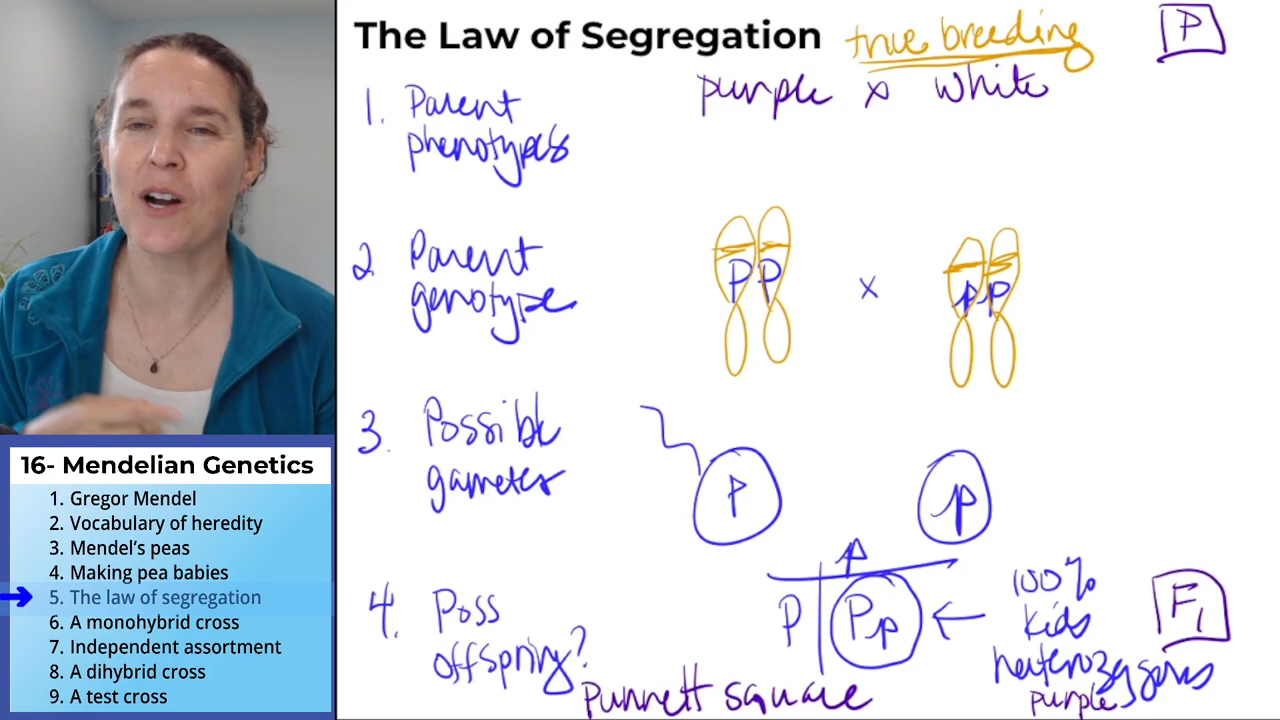 The Law of Segregation
true breeding
P
purple x white
1. Parent
phenotypes
2 Parent
genotype
PP x pp
3. Possible
gametes
P p
4. Poss
offspring?
p
P Pp
100%
kids
heterozygous
purple
F1
Punnett square
16- Mendelian Genetics
1. Gregor Mendel
2. Vocabulary of heredity
3. Mendel's peas
4. Making pea babies
5. The law of segregation
6. A monohybrid cross
7. Independent assortment
8. A dihybrid cross
9. A test cross